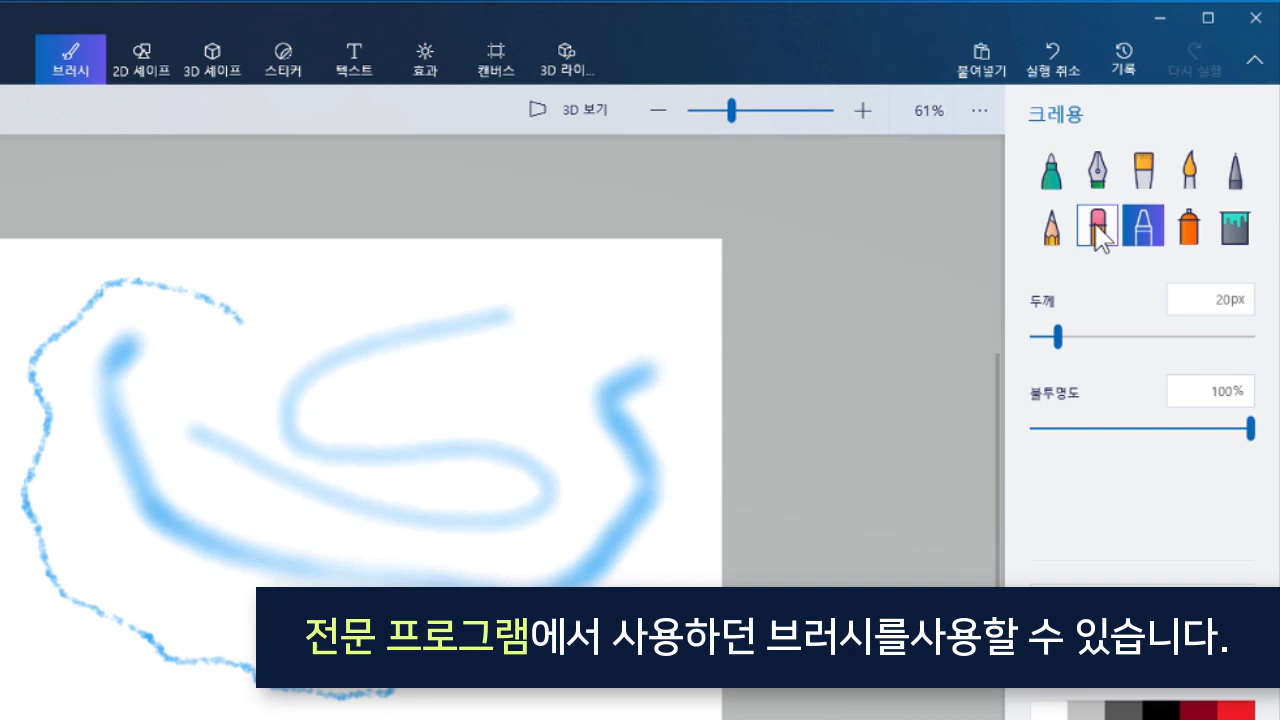 브러시 2D 셰이프 3D 셰이프 스티커 텍스트 효과 캔버스 3D 라이... 붙여넣기 실행 취소 기록 다시 실행
3D 보기 61% ...
크레용
두께 20px
불투명도 100%
전문 프로그램에서 사용하던 브러시를사용할 수 있습니다.